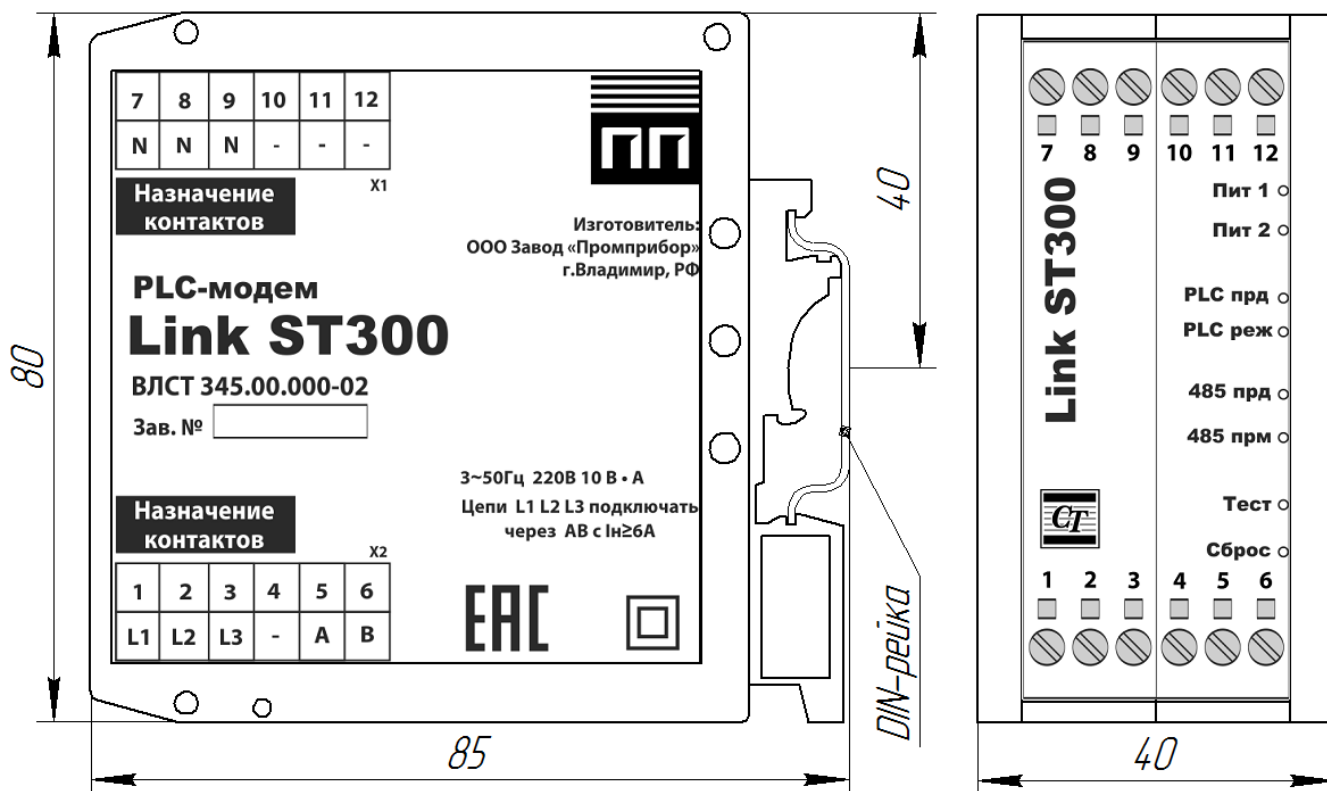 7 8 9 10 11 12
N N N - - -
X1
Назначение
контактов
ПП
Изготовитель:
ООО Завод «Промприбор»
г.Владимир, РФ
PLC-модем
Link ST300
ВЛСТ 345.00.000-02
Зав. №
3~50Гц 220В 10 В • А
Цепи L1 L2 L3 подключать
через АВ с Iн≥6А
Назначение
контактов
X2
1 2 3 4 5 6
L1 L2 L3 - A B
EAC
80
85
40
DIN-рейка
7 8 9 10 11 12
Пит 1
Пит 2
PLC прд
PLC реж
485 прд
485 прм
Тест
Сброс
Link ST300
СТ
1 2 3 4 5 6
40